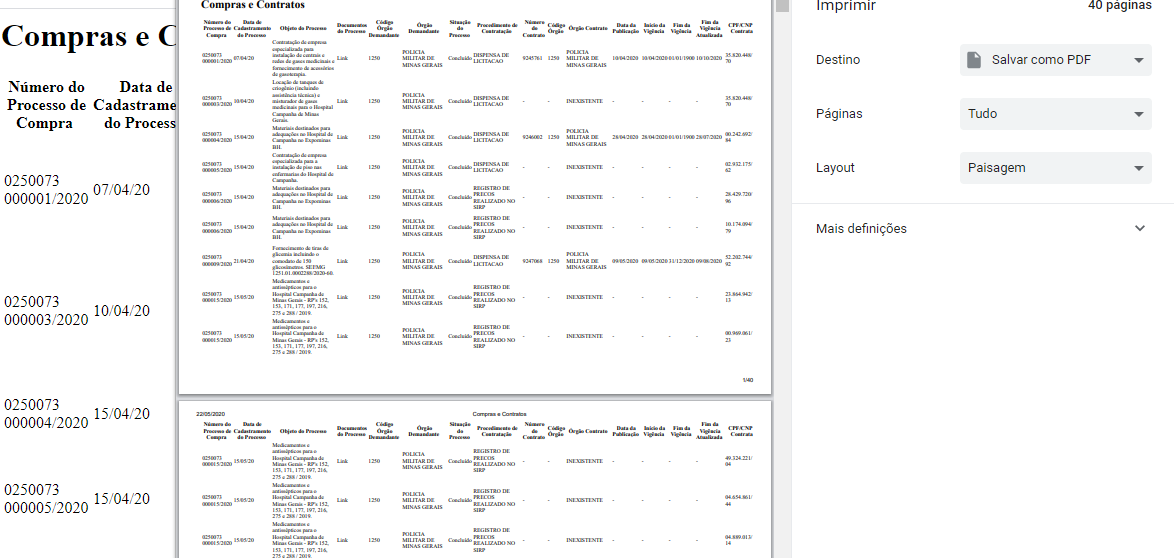 Compras e C
Número do
Processo de
Compra
Data de
Cadastrame
do Process
0250073
000001/2020
07/04/20
0250073
000003/2020
10/04/20
0250073
000004/2020
15/04/20
0250073
000005/2020
15/04/20
Compras e Contratos
Número do
Processo de
Compra
Data de
Cadastramento
do Processo
Objeto do Processo
Documentos
do Processo
Código
Órgão
Demandante
Órgão
Demandante
Situação
do
Processo
Procedimento de
Contratação
Número
do
Contrato
Código
Órgão
Órgão Contrato
Data da
Publicação
Início da
Vigência
Fim da
Vigência
Fim da
Vigência
Atualizada
CPF/CNP
Contrata
0250073
000001/2020
07/04/20
Contratação de empresa
especializada para
instalação de centrais e
redes de gases medicinais e
fornecimento de acessórios
de gasoterapia.
Link
1250
POLICIA
MILITAR DE
MINAS GERAIS
Concluído
DISPENSA DE
LICITACAO
9245761
1250
POLICIA
MILITAR DE
MINAS GERAIS
10/04/2020
10/04/2020
01/01/1900
10/10/2020
35.820.448/
70
0250073
000003/2020
10/04/20
Locação de tanques de
criogênio (incluindo
assistência técnica) e
misturador de gases
medicinais para o Hospital
Campanha de Minas
Gerais.
Link
1250
POLICIA
MILITAR DE
MINAS GERAIS
Concluído
DISPENSA DE
LICITACAO
-
-
INEXISTENTE
-
-
-
-
35.820.448/
70
0250073
000004/2020
15/04/20
Materiais destinados para
adequações no Hospital de
Campanha no Expominas
BH.
Link
1250
POLICIA
MILITAR DE
MINAS GERAIS
Concluído
DISPENSA DE
LICITACAO
9246002
1250
POLICIA
MILITAR DE
MINAS GERAIS
28/04/2020
28/04/2020
01/01/1900
28/07/2020
00.242.692/
04
0250073
000005/2020
15/04/20
Contratação de empresa
especializada para a
instalação de piso nas
enfermarias do Hospital de
Campanha.
Link
1250
POLICIA
MILITAR DE
MINAS GERAIS
Concluído
DISPENSA DE
LICITACAO
-
-
INEXISTENTE
-
-
-
-
02.932.175/
62
0250073
000006/2020
15/04/20
Materiais destinados para
adequações no Hospital de
Campanha no Expominas
BH.
Link
1250
POLICIA
MILITAR DE
MINAS GERAIS
Concluído
REGISTRO DE
PRECOS
REALIZADO NO
SIRP
-
-
INEXISTENTE
-
-
-
-
28.429.720/
96
0250073
000006/2020
15/04/20
Materiais destinados para
adequações no Hospital de
Campanha no Expominas
BH.
Link
1250
POLICIA
MILITAR DE
MINAS GERAIS
Concluído
REGISTRO DE
PRECOS
REALIZADO NO
SIRP
-
-
INEXISTENTE
-
-
-
-
10.174.094/
79
0250073
000009/2020
21/04/20
Fornecimento de tiras de
glicemia incluindo o
comodato de 150
glicosímetros. SEI/MG
1251.01.0002288/2020-60.
Link
1250
POLICIA
MILITAR DE
MINAS GERAIS
Concluído
DISPENSA DE
LICITACAO
9247068
1250
POLICIA
MILITAR DE
MINAS GERAIS
09/05/2020
09/05/2020
31/12/2020
09/08/2020
52.202.744/
92
0250073
000015/2020
15/05/20
Medicamentos e
antissépticos para o
Hospital Campanha de
Minas Gerais - RP's 152,
153, 171, 177, 197, 216,
275 e 288 / 2019.
Link
1250
POLICIA
MILITAR DE
MINAS GERAIS
Concluído
REGISTRO DE
PRECOS
REALIZADO NO
SIRP
-
-
INEXISTENTE
-
-
-
-
23.864.942/
13
0250073
000015/2020
15/05/20
Medicamentos e
antissépticos para o
Hospital Campanha de
Minas Gerais - RP's 152,
153, 171, 177, 197, 216,
275 e 288 / 2019.
Link
1250
POLICIA
MILITAR DE
MINAS GERAIS
Concluído
REGISTRO DE
PRECOS
REALIZADO NO
SIRP
-
-
INEXISTENTE
-
-
-
-
00.969.061/
23
1/40
22/05/2020
Compras e Contratos
Número do
Processo de
Compra
Data de
Cadastramento
do Processo
Objeto do Processo
Documentos
do Processo
Código
Órgão
Demandante
Órgão
Demandante
Situação
do
Processo
Procedimento de
Contratação
Número
do
Contrato
Código
Órgão
Órgão Contrato
Data da
Publicação
Início da
Vigência
Fim da
Vigência
Fim da
Vigência
Atualizada
CPF/CNP
Contrata
0250073
000015/2020
15/05/20
Medicamentos e
antissépticos para o
Hospital Campanha de
Minas Gerais - RP's 152,
153, 171, 177, 197, 216,
275 e 288 / 2019.
Link
1250
POLICIA
MILITAR DE
MINAS GERAIS
Concluído
REGISTRO DE
PRECOS
REALIZADO NO
SIRP
-
-
INEXISTENTE
-
-
-
-
49.324.221/
04
0250073
000015/2020
15/05/20
Medicamentos e
antissépticos para o
Hospital Campanha de
Minas Gerais - RP's 152,
153, 171, 177, 197, 216,
275 e 288 / 2019.
Link
1250
POLICIA
MILITAR DE
MINAS GERAIS
Concluído
REGISTRO DE
PRECOS
REALIZADO NO
SIRP
-
-
INEXISTENTE
-
-
-
-
04.654.861/
44
0250073
000015/2020
15/05/20
Medicamentos e
antissépticos para o
Hospital Campanha de
Minas Gerais - RP's 152,
153, 171, 177, 197, 216,
Link
1250
POLICIA
MILITAR DE
MINAS GERAIS
Concluído
REGISTRO DE
PRECOS
REALIZADO NO
SIRP
-
-
INEXISTENTE
-
-
-
-
04.889.013/
14
Imprimir
40 páginas
Destino
Salvar como PDF
Páginas
Tudo
Layout
Paisagem
Mais definições